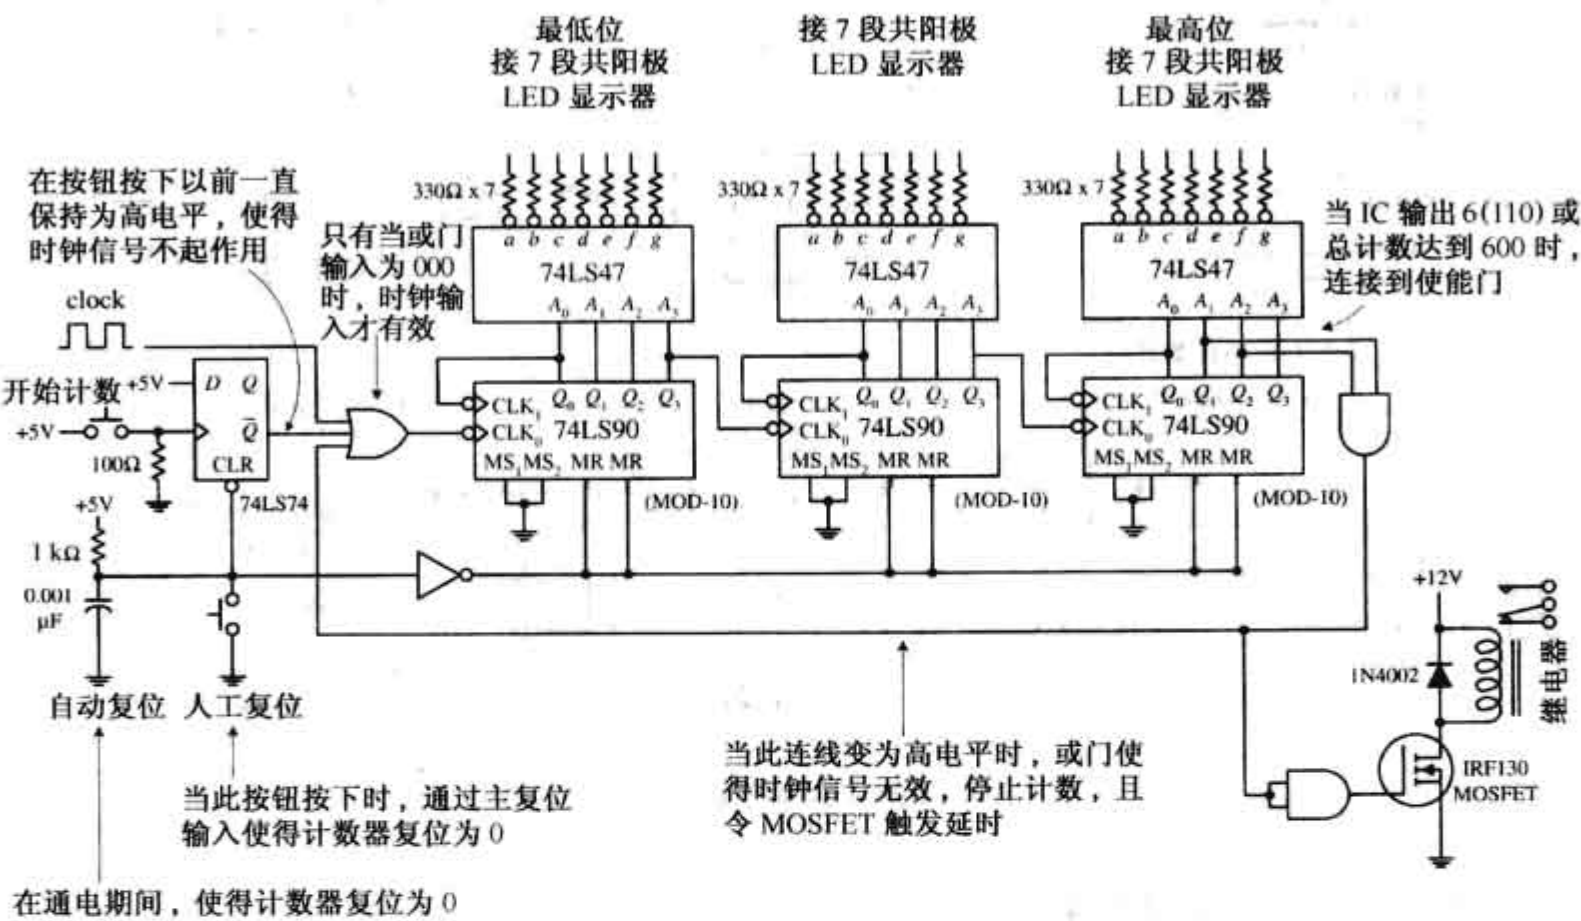 最低位
接 7 段共阳极
LED 显示器
接 7 段共阳极
LED 显示器
最高位
接 7 段共阳极
LED 显示器
在按钮按下以前一直
保持为高电平，使得
时钟信号不起作用
只有当或门
输入为 000
时，时钟输
入才有效
330Ω x 7
a b c d e f g
74LS47
A0 A1 A2 A3
330Ω x 7
a b c d e f g
74LS47
A0 A1 A2 A3
330Ω x 7
a b c d e f g
74LS47
A0 A1 A2 A3
当 IC 输出 6(110) 或
总计数达到 600 时，
连接到使能门
clock
开始计数
+5V
+5V
D Q
Q̄
CLR
74LS74
100Ω
CLK1 Q0 Q1 Q2 Q3
CLK0 74LS90
MS1 MS2 MR MR
(MOD-10)
CLK1 Q0 Q1 Q2 Q3
CLK0 74LS90
MS1 MS2 MR MR
(MOD-10)
CLK1 Q0 Q1 Q2 Q3
CLK0 74LS90
MS1 MS2 MR MR
(MOD-10)
+5V
1 kΩ
0.001
μF
自动复位
人工复位
+12V
1N4002
继电器
IRF130
MOSFET
当此连线变为高电平时，或门使
得时钟信号无效，停止计数，且
令 MOSFET 触发延时
当此按钮按下时，通过主复位
输入使得计数器复位为 0
在通电期间，使得计数器复位为 0